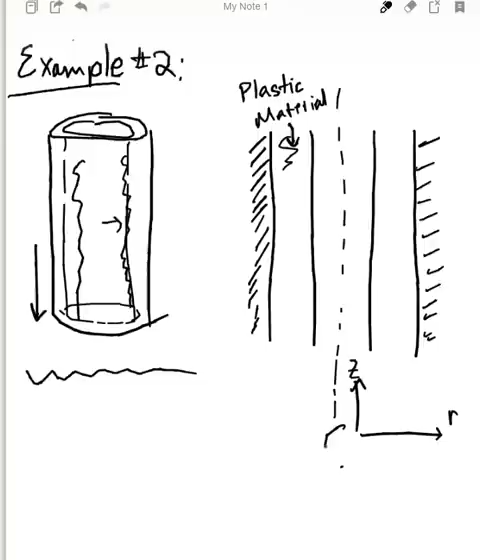 My Note 1
Example #2:
Plastic
Material
z
r
r